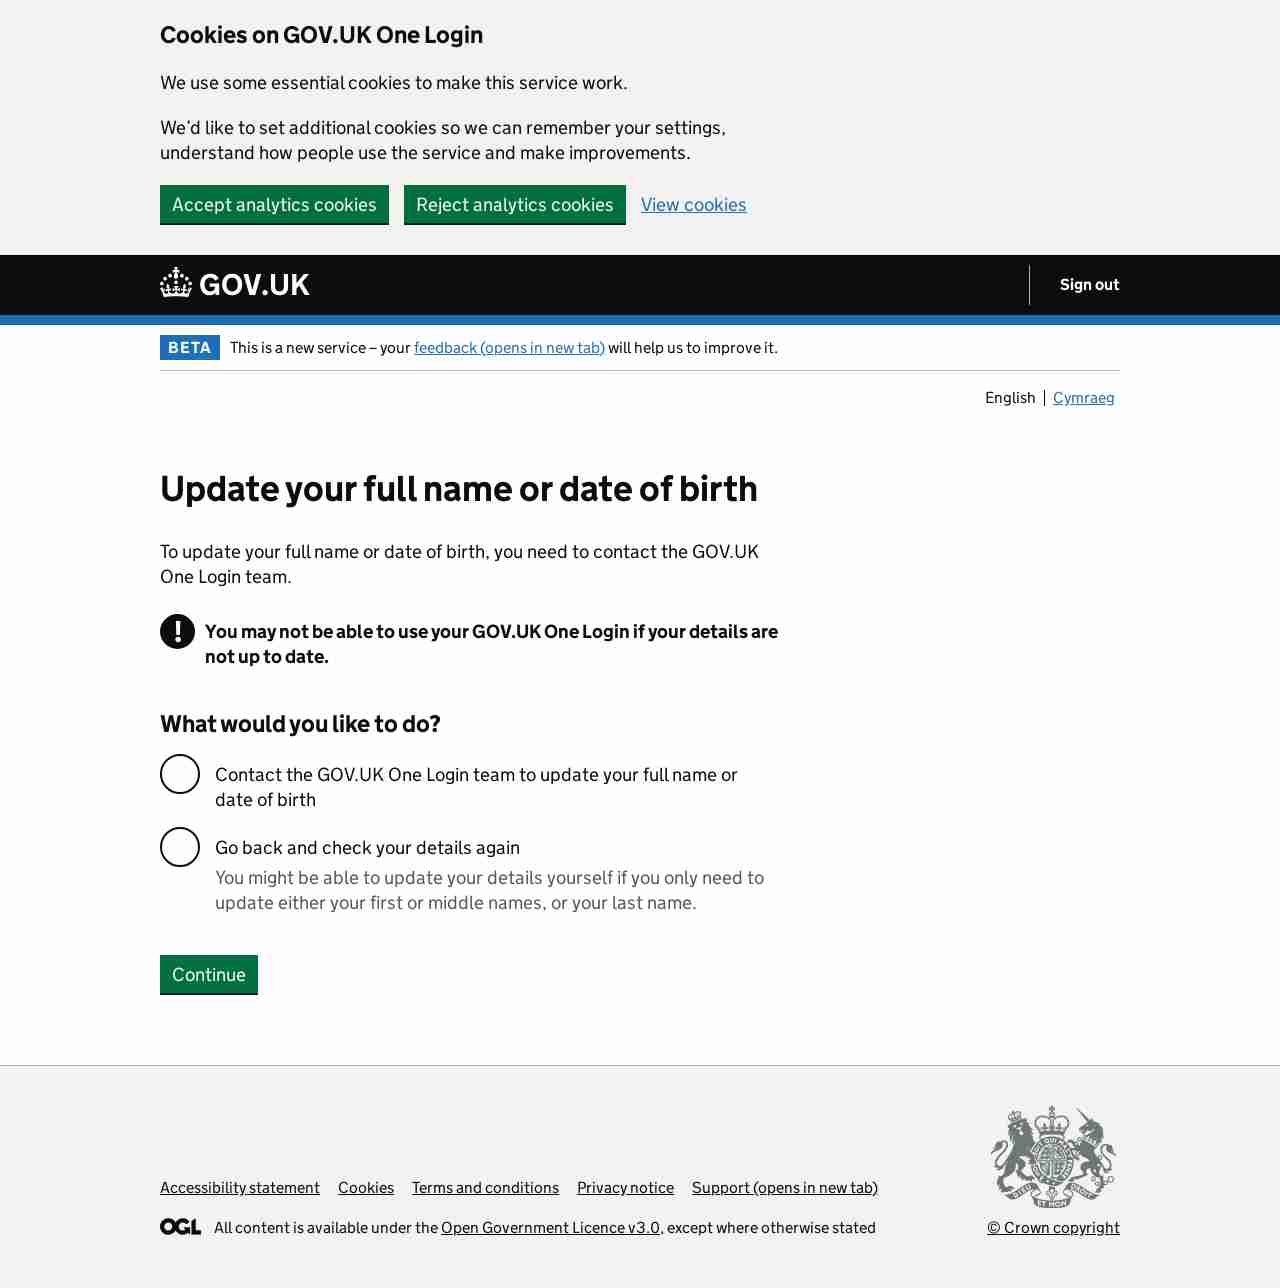 Cookies on GOV.UK One Login
We use some essential cookies to make this service work.
We'd like to set additional cookies so we can remember your settings,
understand how people use the service and make improvements.
Accept analytics cookies
Reject analytics cookies
View cookies
GOV.UK
Sign out
BETA
This is a new service – your feedback (opens in new tab) will help us to improve it.
English
Cymraeg
Update your full name or date of birth
To update your full name or date of birth, you need to contact the GOV.UK
One Login team.
! You may not be able to use your GOV.UK One Login if your details are
not up to date.
What would you like to do?
Contact the GOV.UK One Login team to update your full name or
date of birth
Go back and check your details again
You might be able to update your details yourself if you only need to
update either your first or middle names, or your last name.
Continue
Accessibility statement
Cookies
Terms and conditions
Privacy notice
Support (opens in new tab)
OGL
All content is available under the Open Government Licence v3.0, except where otherwise stated
© Crown copyright